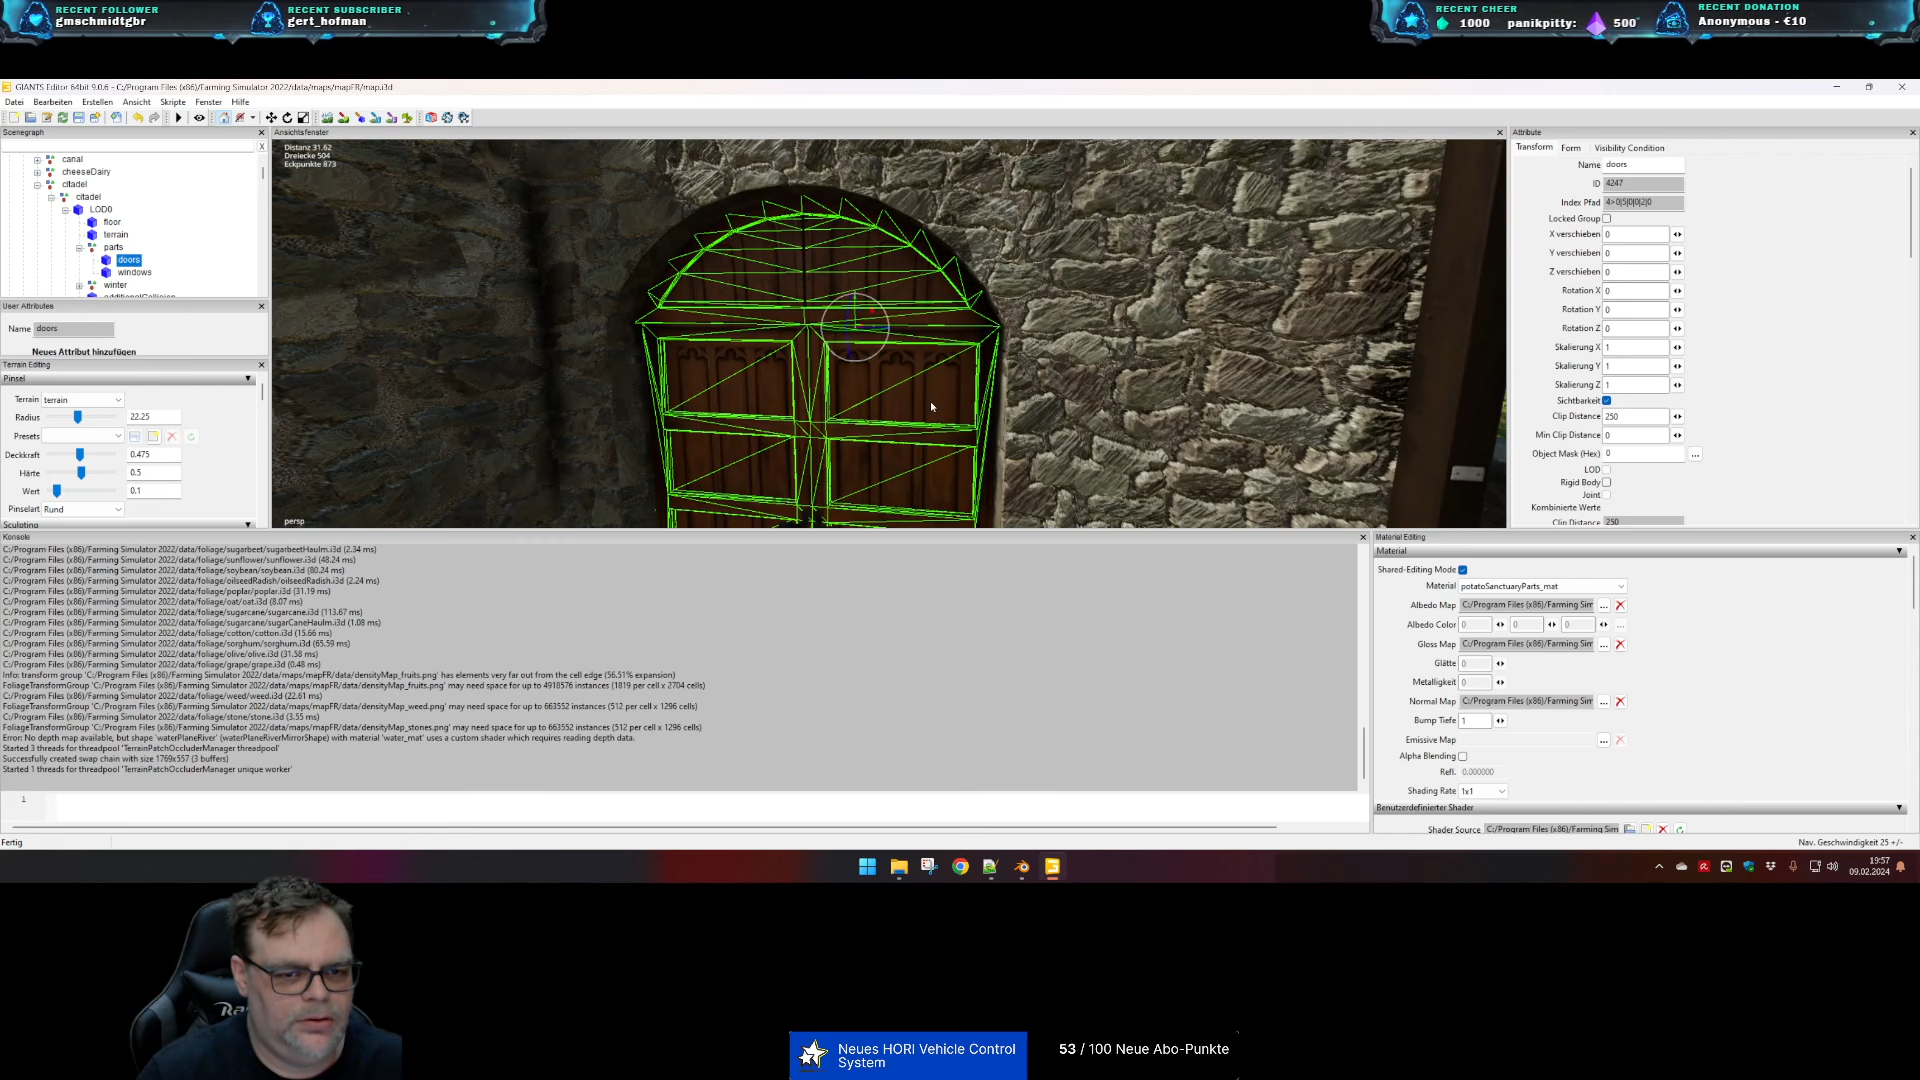 RECENT FOLLOWER
gmschmidtgbr
RECENT SUBSCRIBER
gert_hofman
RECENT CHEER
1000 panikpitty: 500
RECENT DONATION
Anonymous - €10
GIANTS Editor 64bit 9.0.6 - C:/Program Files (x86)/Farming Simulator 2022/data/maps/mapFR/map.i3d
Datei Bearbeiten Erstellen Ansicht Skripte Fenster Hilfe
Scenegraph
canal
cheeseDairy
citadel
citadel
LOD0
floor
terrain
parts
doors
windows
winter
additionalCollision
User Attributes
Name doors
Neues Attribut hinzufügen
Terrain Editing
Pinsel
Terrain terrain
Radius 22.25
Presets
Deckkraft 0.475
Härte 0.5
Wert 0.1
Pinselart Rund
Sculpting
Ansichtsfenster
Distanz 31.62
Dreiecke 504
Eckpunkte 873
persp
Attribute
Transform Form Visibility Condition
Name doors
ID 4247
Index Pfad 4>0|5|0|0|2|0
Locked Group
X verschieben 0
Y verschieben 0
Z verschieben 0
Rotation X 0
Rotation Y 0
Rotation Z 0
Skalierung X 1
Skalierung Y 1
Skalierung Z 1
Sichtbarkeit
Clip Distance 250
Min Clip Distance 0
Object Mask (Hex) 0 ...
LOD
Rigid Body
Joint
Kombinierte Werte
Clip Distance 250
Konsole
C:/Program Files (x86)/Farming Simulator 2022/data/foliage/sugarbeet/sugarbeetHaulm.i3d (2.34 ms)
C:/Program Files (x86)/Farming Simulator 2022/data/foliage/sunflower/sunflower.i3d (48.24 ms)
C:/Program Files (x86)/Farming Simulator 2022/data/foliage/soybean/soybean.i3d (80.24 ms)
C:/Program Files (x86)/Farming Simulator 2022/data/foliage/oilseedRadish/oilseedRadish.i3d (2.24 ms)
C:/Program Files (x86)/Farming Simulator 2022/data/foliage/poplar/poplar.i3d (31.19 ms)
C:/Program Files (x86)/Farming Simulator 2022/data/foliage/oat/oat.i3d (8.07 ms)
C:/Program Files (x86)/Farming Simulator 2022/data/foliage/sugarcane/sugarcane.i3d (113.67 ms)
C:/Program Files (x86)/Farming Simulator 2022/data/foliage/sugarcane/sugarCaneHaulm.i3d (1.08 ms)
C:/Program Files (x86)/Farming Simulator 2022/data/foliage/cotton/cotton.i3d (15.66 ms)
C:/Program Files (x86)/Farming Simulator 2022/data/foliage/sorghum/sorghum.i3d (65.59 ms)
C:/Program Files (x86)/Farming Simulator 2022/data/foliage/olive/olive.i3d (31.58 ms)
C:/Program Files (x86)/Farming Simulator 2022/data/foliage/grape/grape.i3d (0.48 ms)
Info: transform group 'C:/Program Files (x86)/Farming Simulator 2022/data/maps/mapFR/data/densityMap_fruits.png' has elements very far out from the cell edge (56.51% expansion)
FoliageTransformGroup 'C:/Program Files (x86)/Farming Simulator 2022/data/maps/mapFR/data/densityMap_fruits.png' may need space for up to 4918576 instances (1819 per cell x 2704 cells)
C:/Program Files (x86)/Farming Simulator 2022/data/foliage/weed/weed.i3d (22.61 ms)
FoliageTransformGroup 'C:/Program Files (x86)/Farming Simulator 2022/data/maps/mapFR/data/densityMap_weed.png' may need space for up to 663552 instances (512 per cell x 1296 cells)
C:/Program Files (x86)/Farming Simulator 2022/data/foliage/stone/stone.i3d (3.55 ms)
FoliageTransformGroup 'C:/Program Files (x86)/Farming Simulator 2022/data/maps/mapFR/data/densityMap_stones.png' may need space for up to 663552 instances (512 per cell x 1296 cells)
Error: No depth map available, but shape 'waterPlaneRiver' (waterPlaneRiverMirrorShape) with material 'water_mat' uses a custom shader which requires reading depth data.
Started 3 threads for threadpool 'TerrainPatchOccluderManager threadpool'
Successfully created swap chain with size 1769x557 (3 buffers)
Started 1 threads for threadpool 'TerrainPatchOccluderManager unique worker'
1
Fertig
Material Editing
Material
Shared-Editing Mode
Material potatoSanctuaryParts_mat
Albedo Map C:/Program Files (x86)/Farming Sim ...
Albedo Color 0 0 0 ...
Gloss Map C:/Program Files (x86)/Farming Sim ...
Glätte 0
Metalligkeit 0
Normal Map C:/Program Files (x86)/Farming Sim ...
Bump Tiefe 1
Emissive Map ...
Alpha Blending
Refl. 0.000000
Shading Rate 1x1
Benutzerdefinierter Shader
Shader Source C:/Program Files (x86)/Farming Sim
Nav. Geschwindigkeit 25 +/-
19:57
09.02.2024
Neues HORI Vehicle Control
System
53 / 100 Neue Abo-Punkte